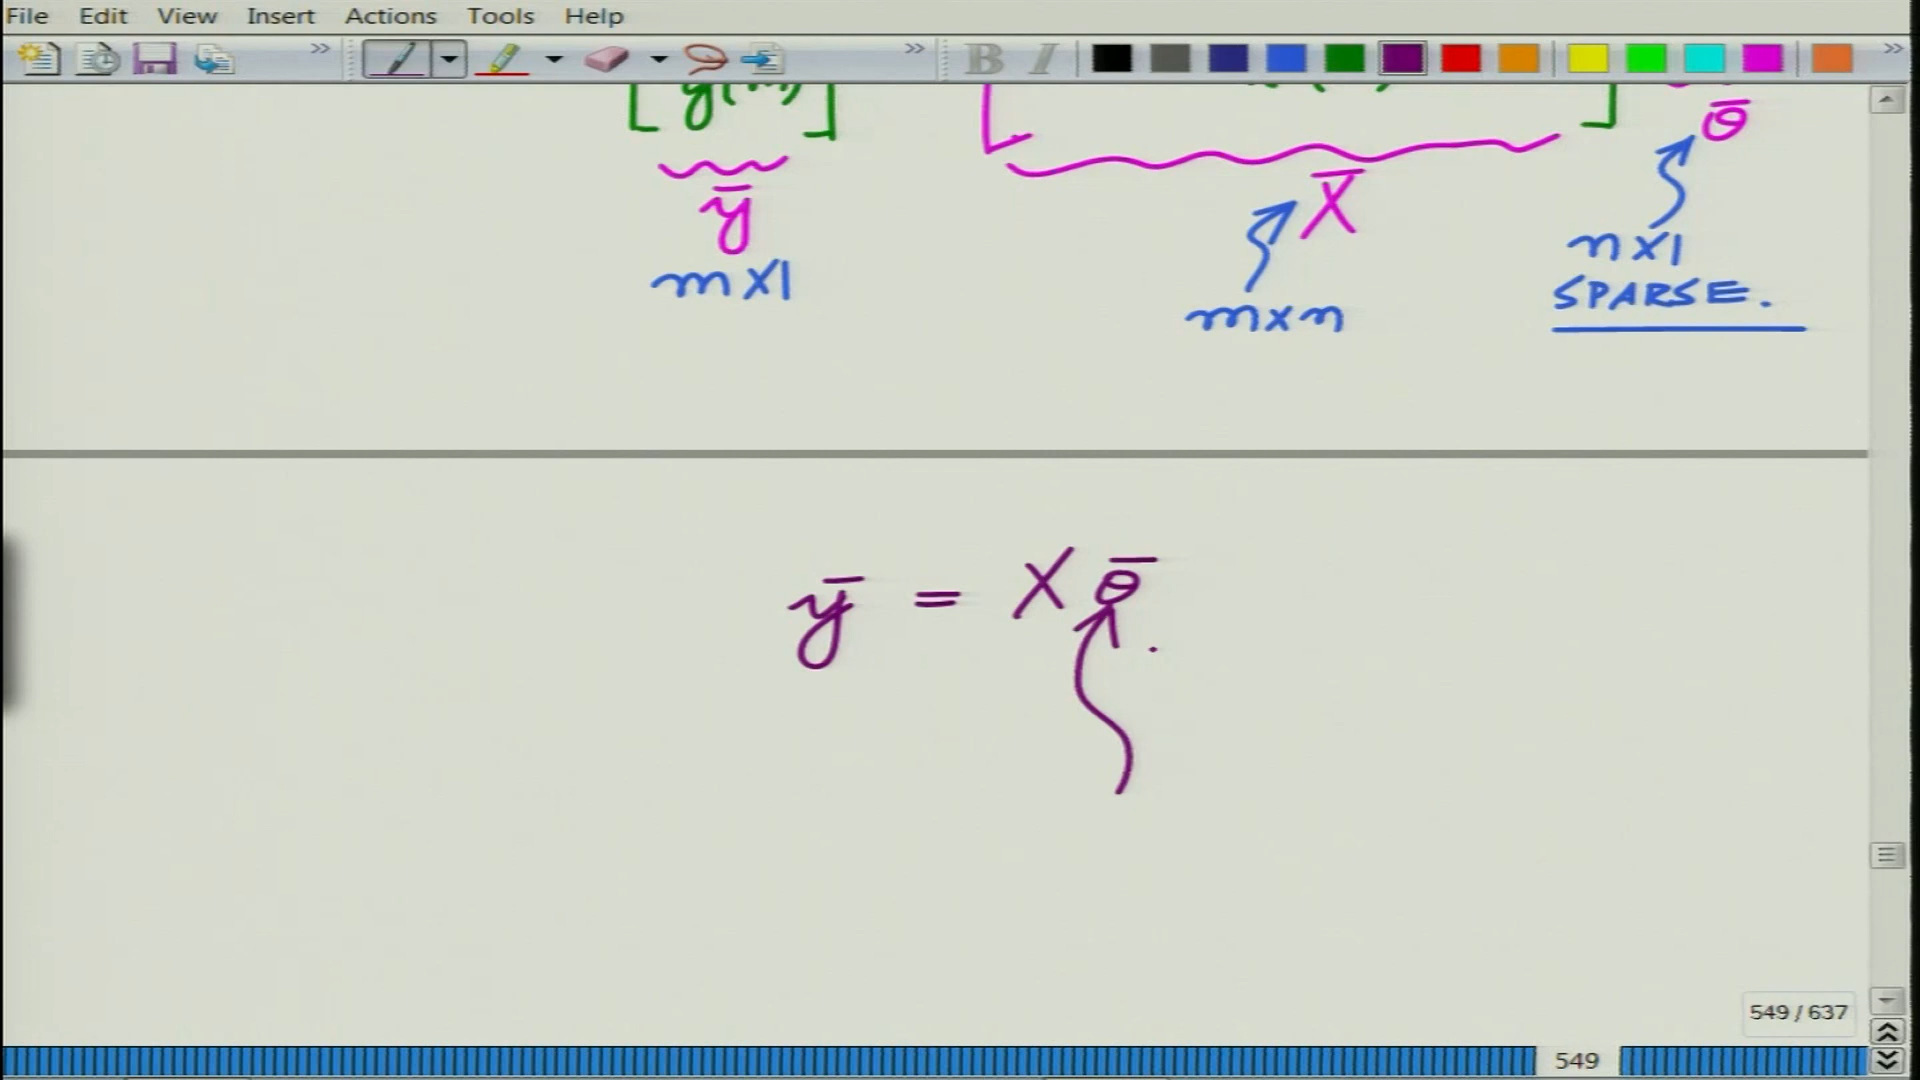 File Edit View Insert Actions Tools Help
B I
θ̄
ȳ
X̄
m×1
m×n
n×1
SPARSE.
ȳ = X θ̄ .
549 / 637
549